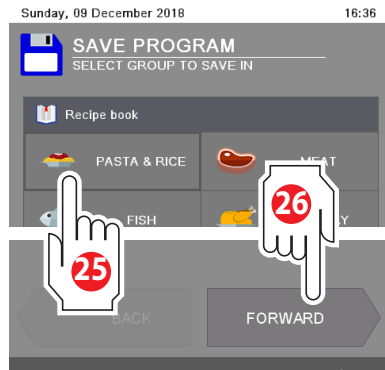 Sunday, 09 December 2018 16:36
SAVE PROGRAM
SELECT GROUP TO SAVE IN
Recipe book
PASTA & RICE
FISH
26
25
BACK FORWARD